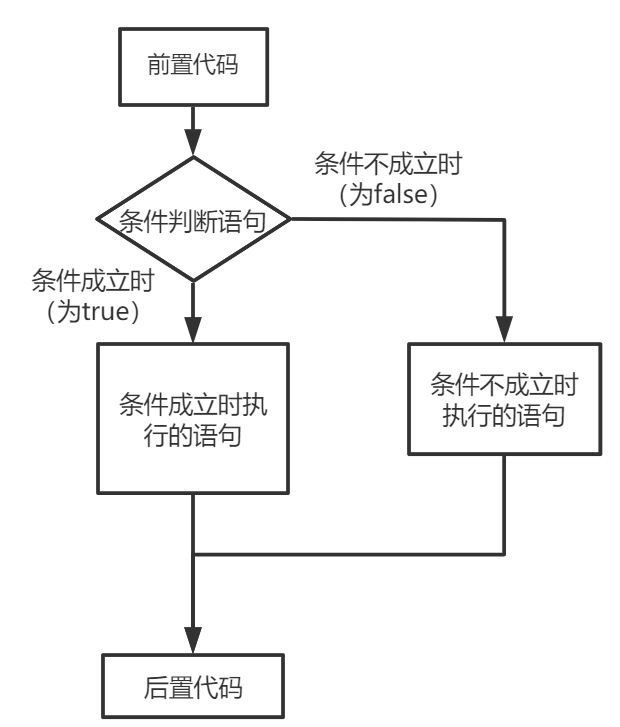 前置代码
条件不成立时
（为false）
条件判断语句
条件成立时
（为true）
条件成立时执
行的语句
条件不成立时
执行的语句
后置代码